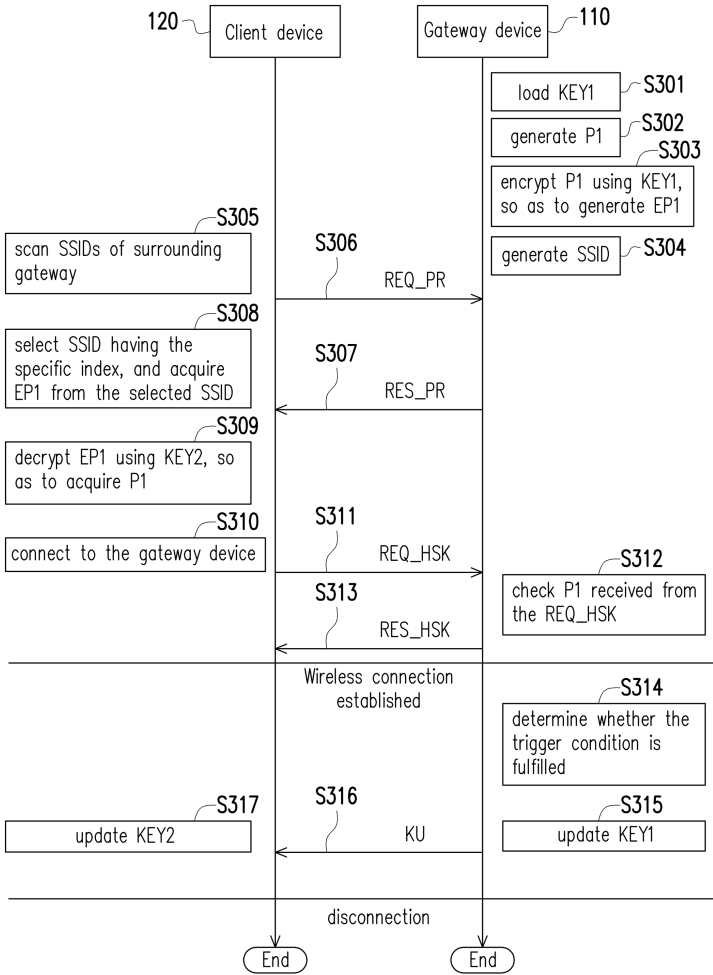 120
Client device
Gateway device
110
load KEY1
S301
generate P1
S302
S303
encrypt P1 using KEY1,
so as to generate EP1
S305
scan SSIDs of surrounding
gateway
S306
REQ_PR
generate SSID
S304
S308
select SSID having the
specific index, and acquire
EP1 from the selected SSID
S307
RES_PR
S309
decrypt EP1 using KEY2, so
as to acquire P1
S310
connect to the gateway device
S311
REQ_HSK
S312
check P1 received from
the REQ_HSK
S313
RES_HSK
Wireless connection
established
S314
determine whether the
trigger condition is
fulfilled
S317
update KEY2
S316
KU
S315
update KEY1
disconnection
End
End